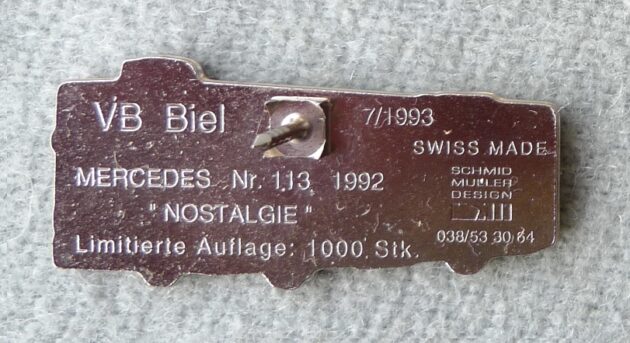 VB Biel
7/1993
SWISS MADE
MERCEDES Nr. 113 1992
" NOSTALGIE "
Limitierte Auflage: 1000 Stk.
SCHMID
MULLER
DESIGN
038/53 30 64